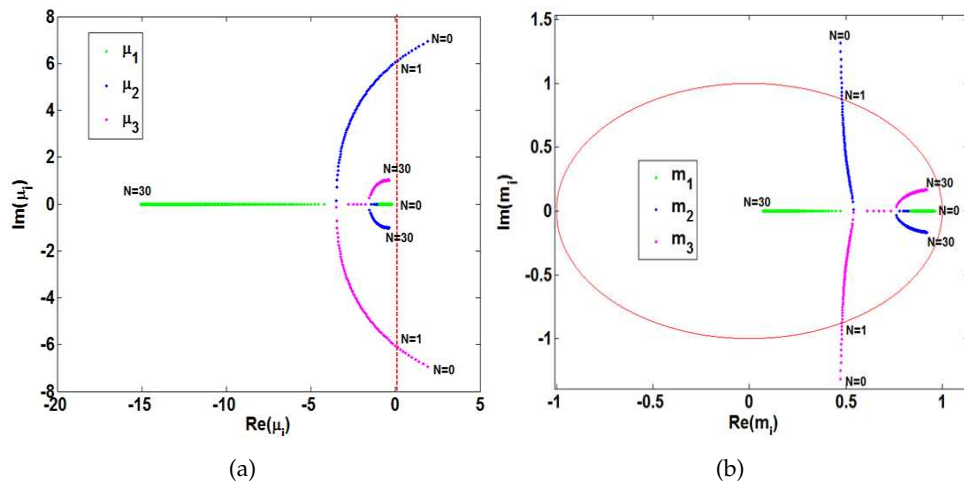 8
6
4
2
0
-2
-4
-6
-8
Im(μi)
-20
-15
-10
-5
0
5
Re(μi)
μ1
μ2
μ3
N=0
N=1
N=30
N=30
N=0
N=30
N=1
N=0
(a)
1.5
1
0.5
0
-0.5
-1
Im(mi)
-1
-0.5
0
0.5
1
Re(mi)
m1
m2
m3
N=0
N=1
N=30
N=30
N=0
N=30
N=1
N=0
(b)